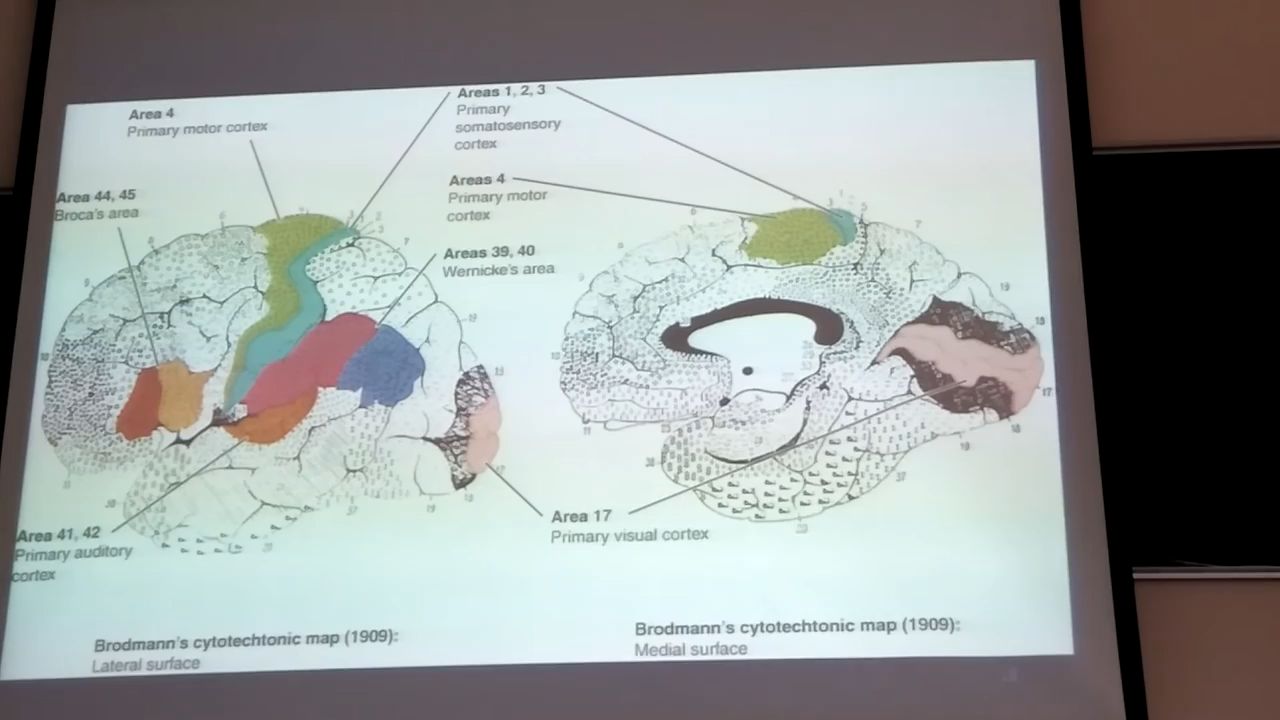 Area 4
Primary motor cortex
Areas 1, 2, 3
Primary
somatosensory
cortex
Area 44, 45
Broca's area
Areas 4
Primary motor
cortex
Areas 39, 40
Wernicke's area
Area 17
Primary visual cortex
Area 41, 42
Primary auditory
cortex
Brodmann's cytotechtonic map (1909):
Lateral surface
Brodmann's cytotechtonic map (1909):
Medial surface